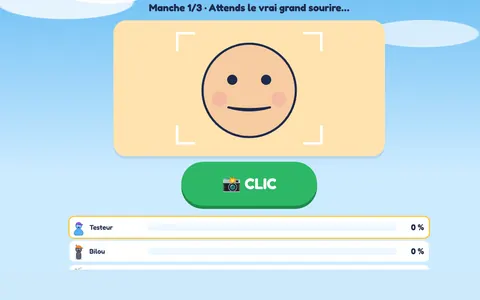 Manche 1/3 · Attends le vrai grand sourire...
CLIC
Testeur 0 %
Bilou 0 %